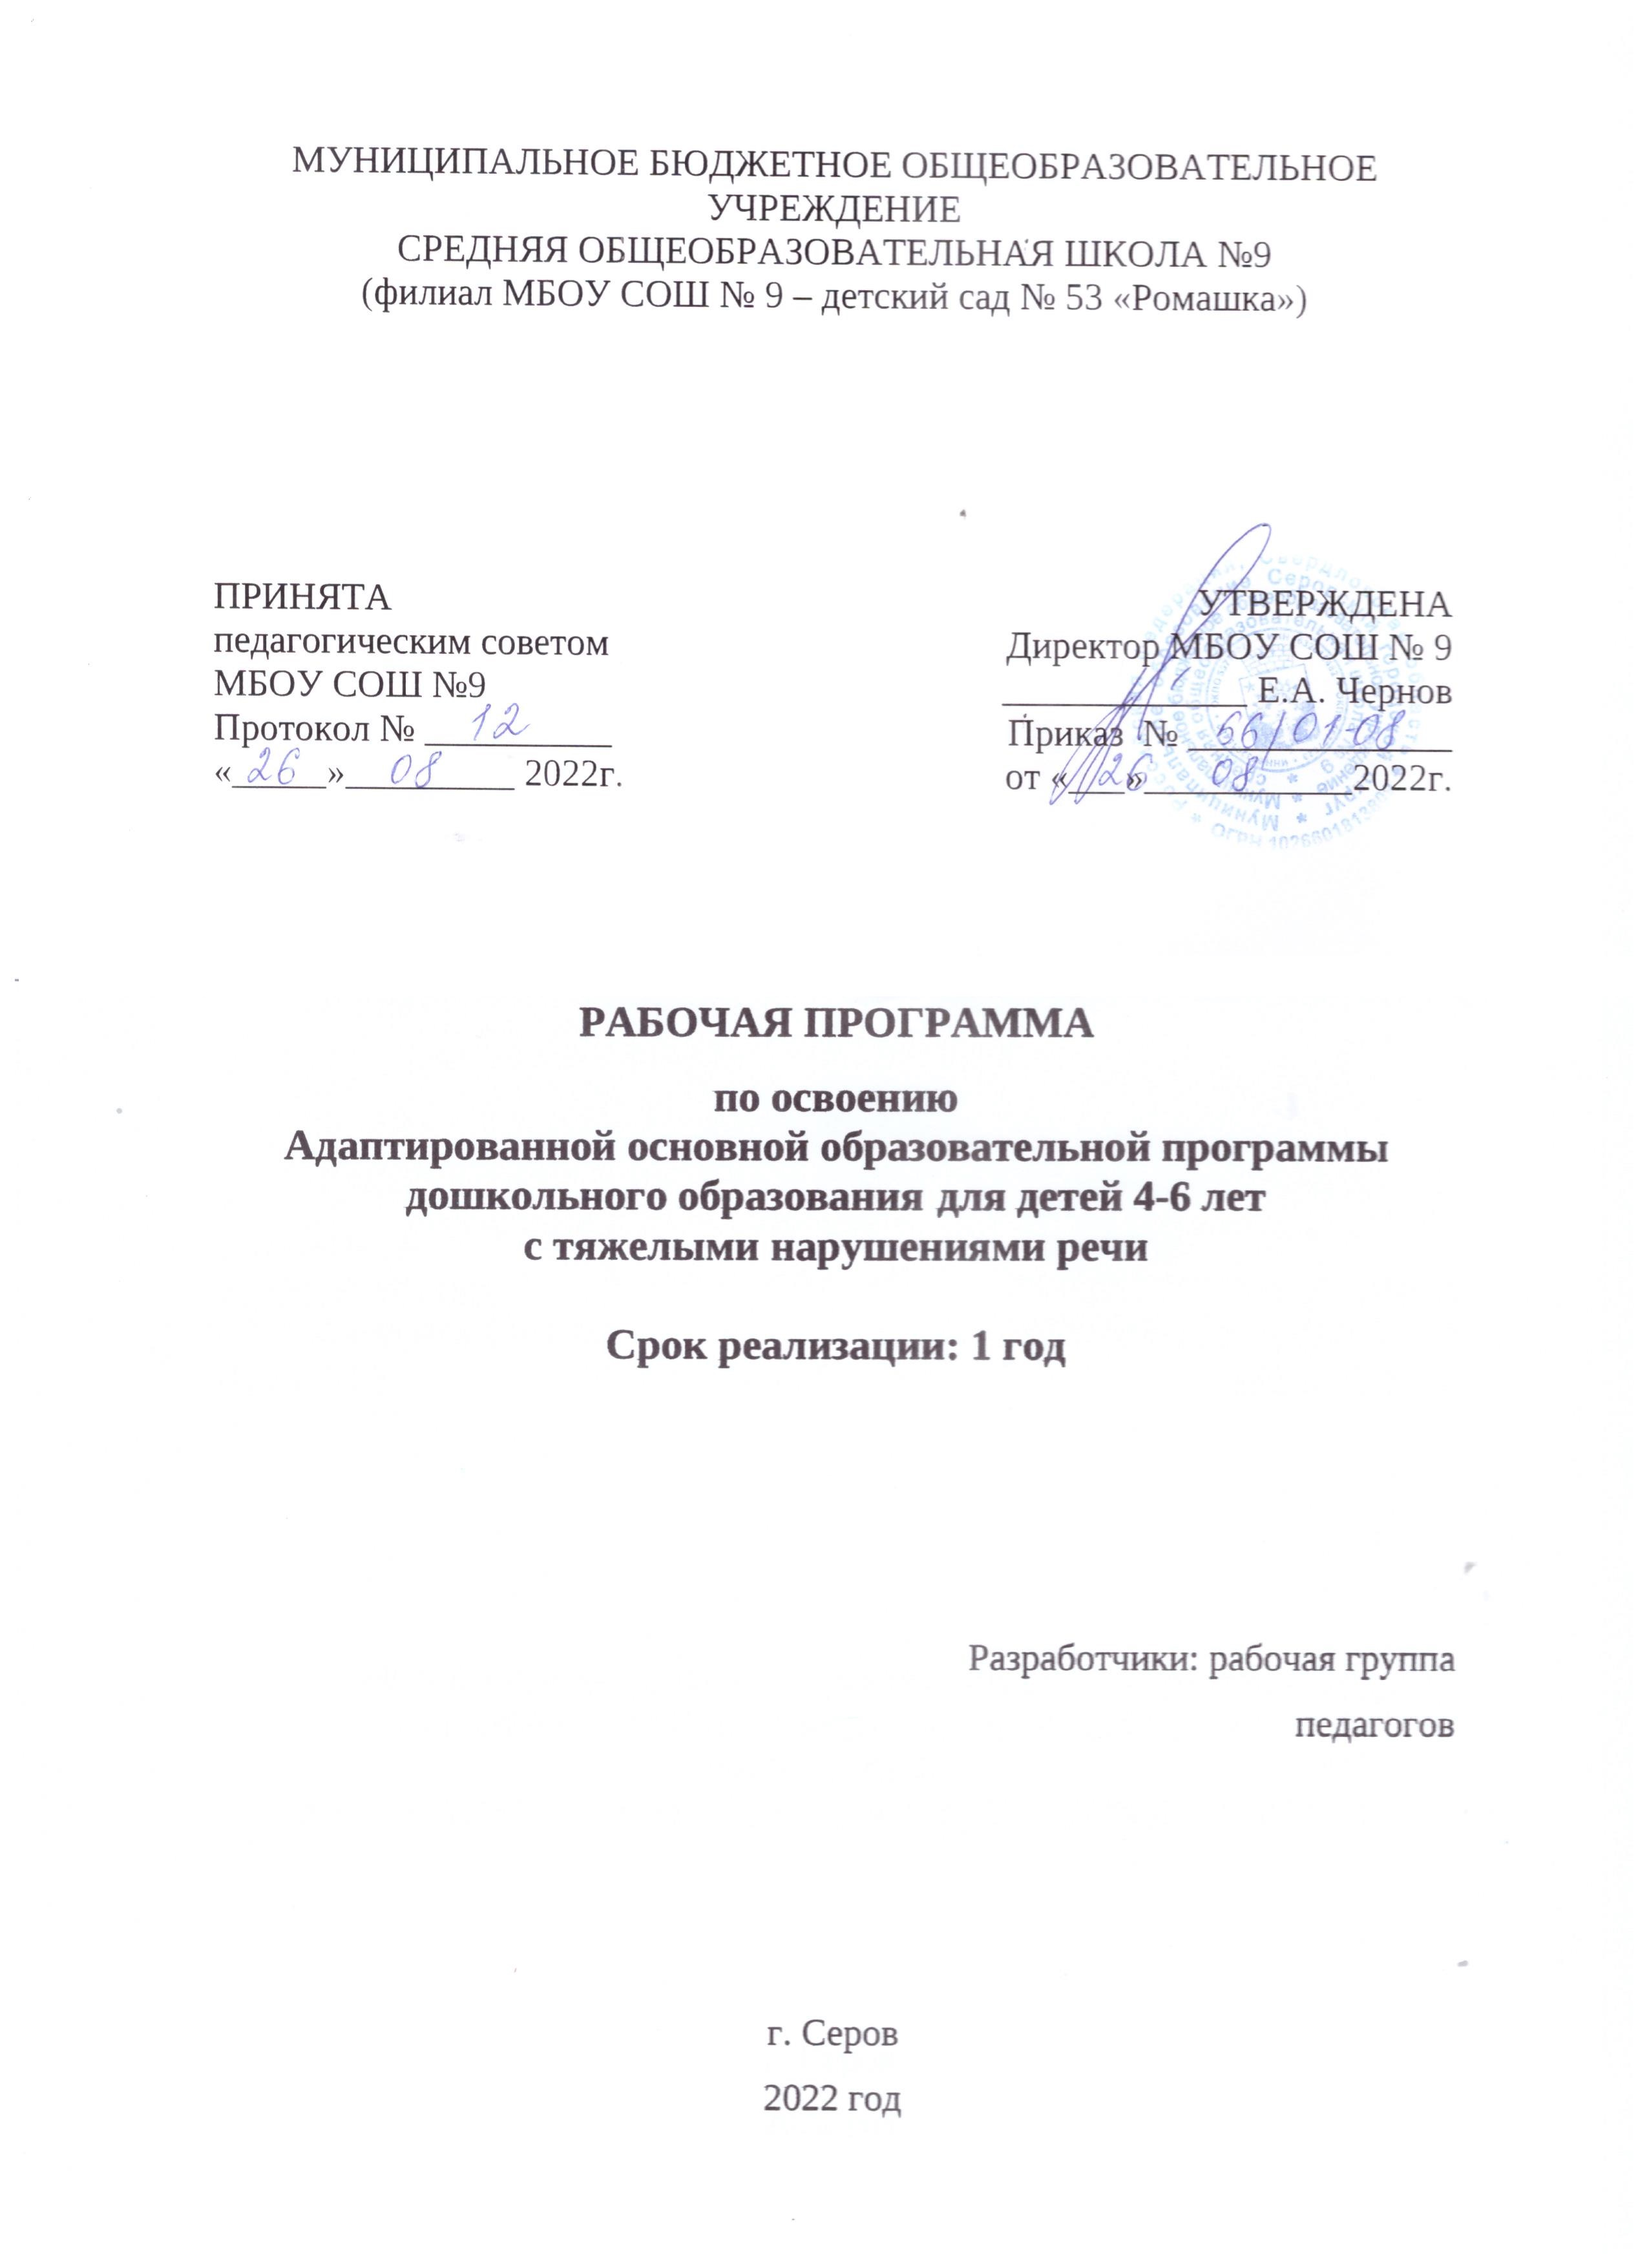 МУНИЦИПАЛЬНОЕ БЮДЖЕТНОЕ ОБЩЕОБРАЗОВАТЕЛЬНОЕ
УЧРЕЖДЕНИЕ
СРЕДНЯЯ ОБЩЕОБРАЗОВАТЕЛЬНАЯ ШКОЛА №9
(филиал МБОУ СОШ № 9 – детский сад № 53 «Ромашка»)
ПРИНЯТА
педагогическим советом
МБОУ СОШ №9
Протокол № 12
«26» 08 2022г.
УТВЕРЖДЕНА
Директор МБОУ СОШ № 9
Е.А. Чернов
Приказ № 66/01-08
от «26» 08 2022г.
РАБОЧАЯ ПРОГРАММА
по освоению
Адаптированной основной образовательной программы
дошкольного образования для детей 4-6 лет
с тяжелыми нарушениями речи
Срок реализации: 1 год
Разработчики: рабочая группа
педагогов
г. Серов
2022 год